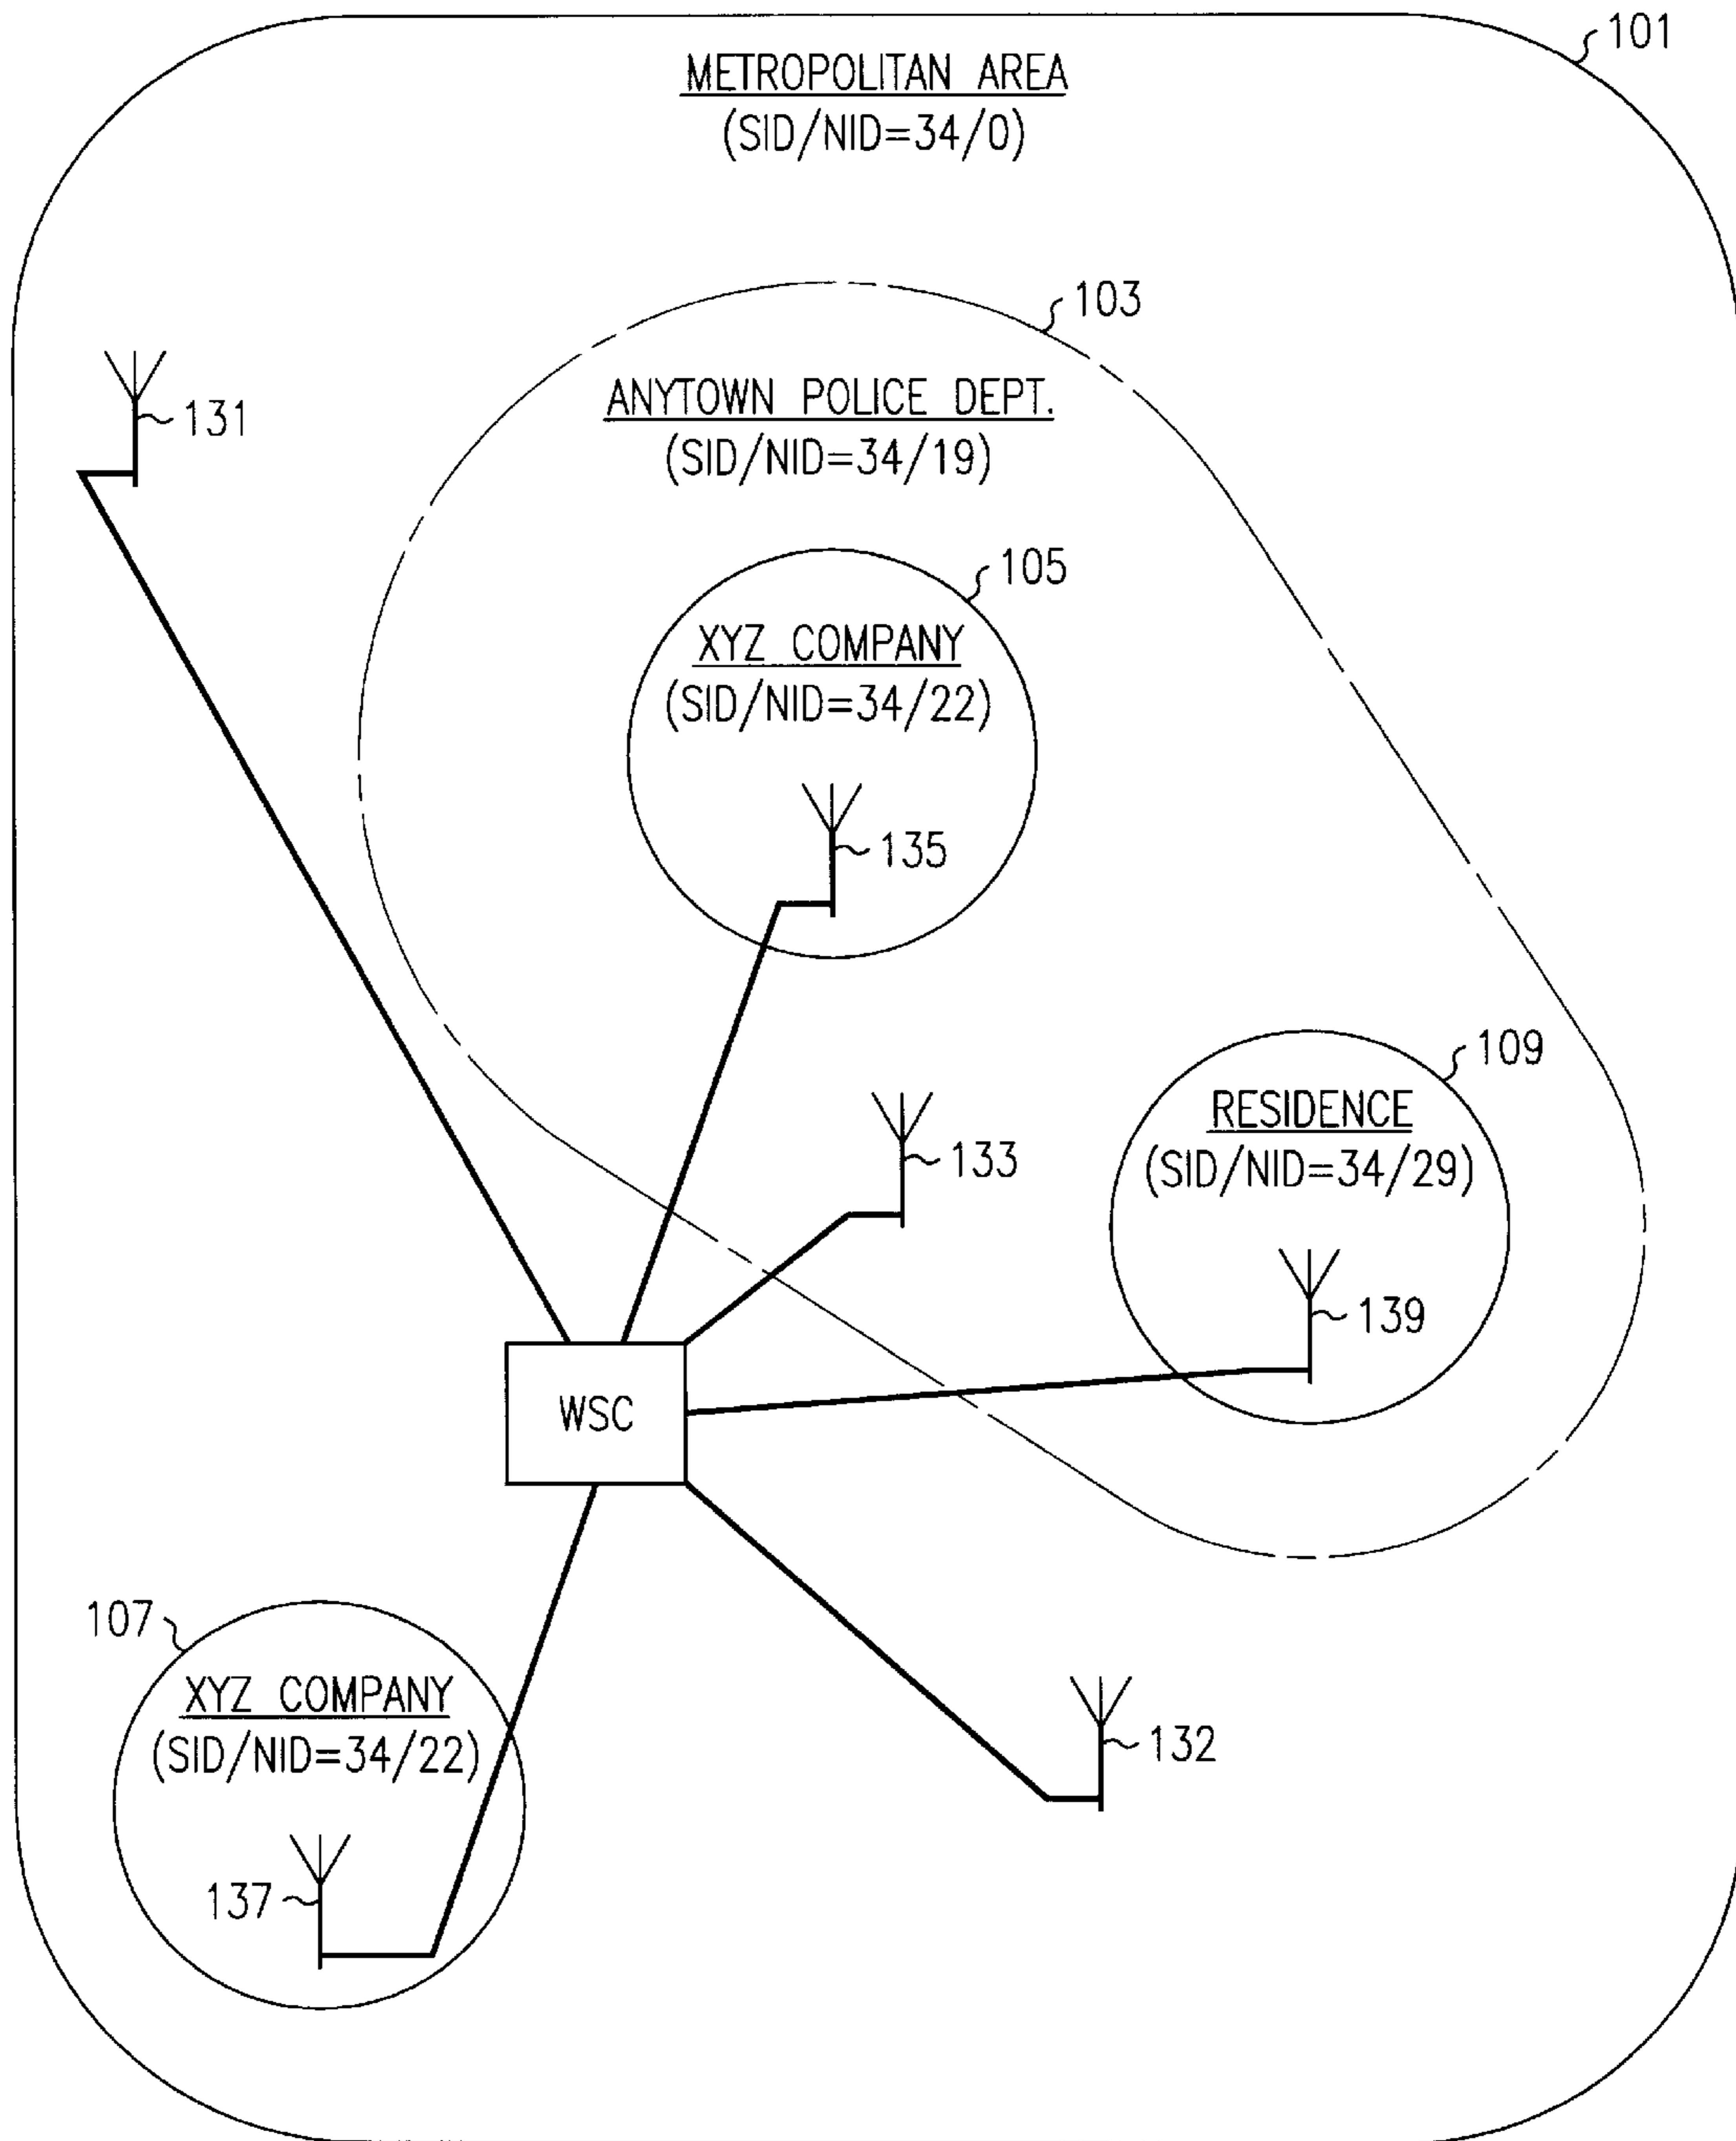 101
METROPOLITAN AREA
(SID/NID=34/0)
103
131
ANYTOWN POLICE DEPT.
(SID/NID=34/19)
105
XYZ COMPANY
(SID/NID=34/22)
135
109
RESIDENCE
(SID/NID=34/29)
133
139
WSC
107
XYZ COMPANY
(SID/NID=34/22)
132
137